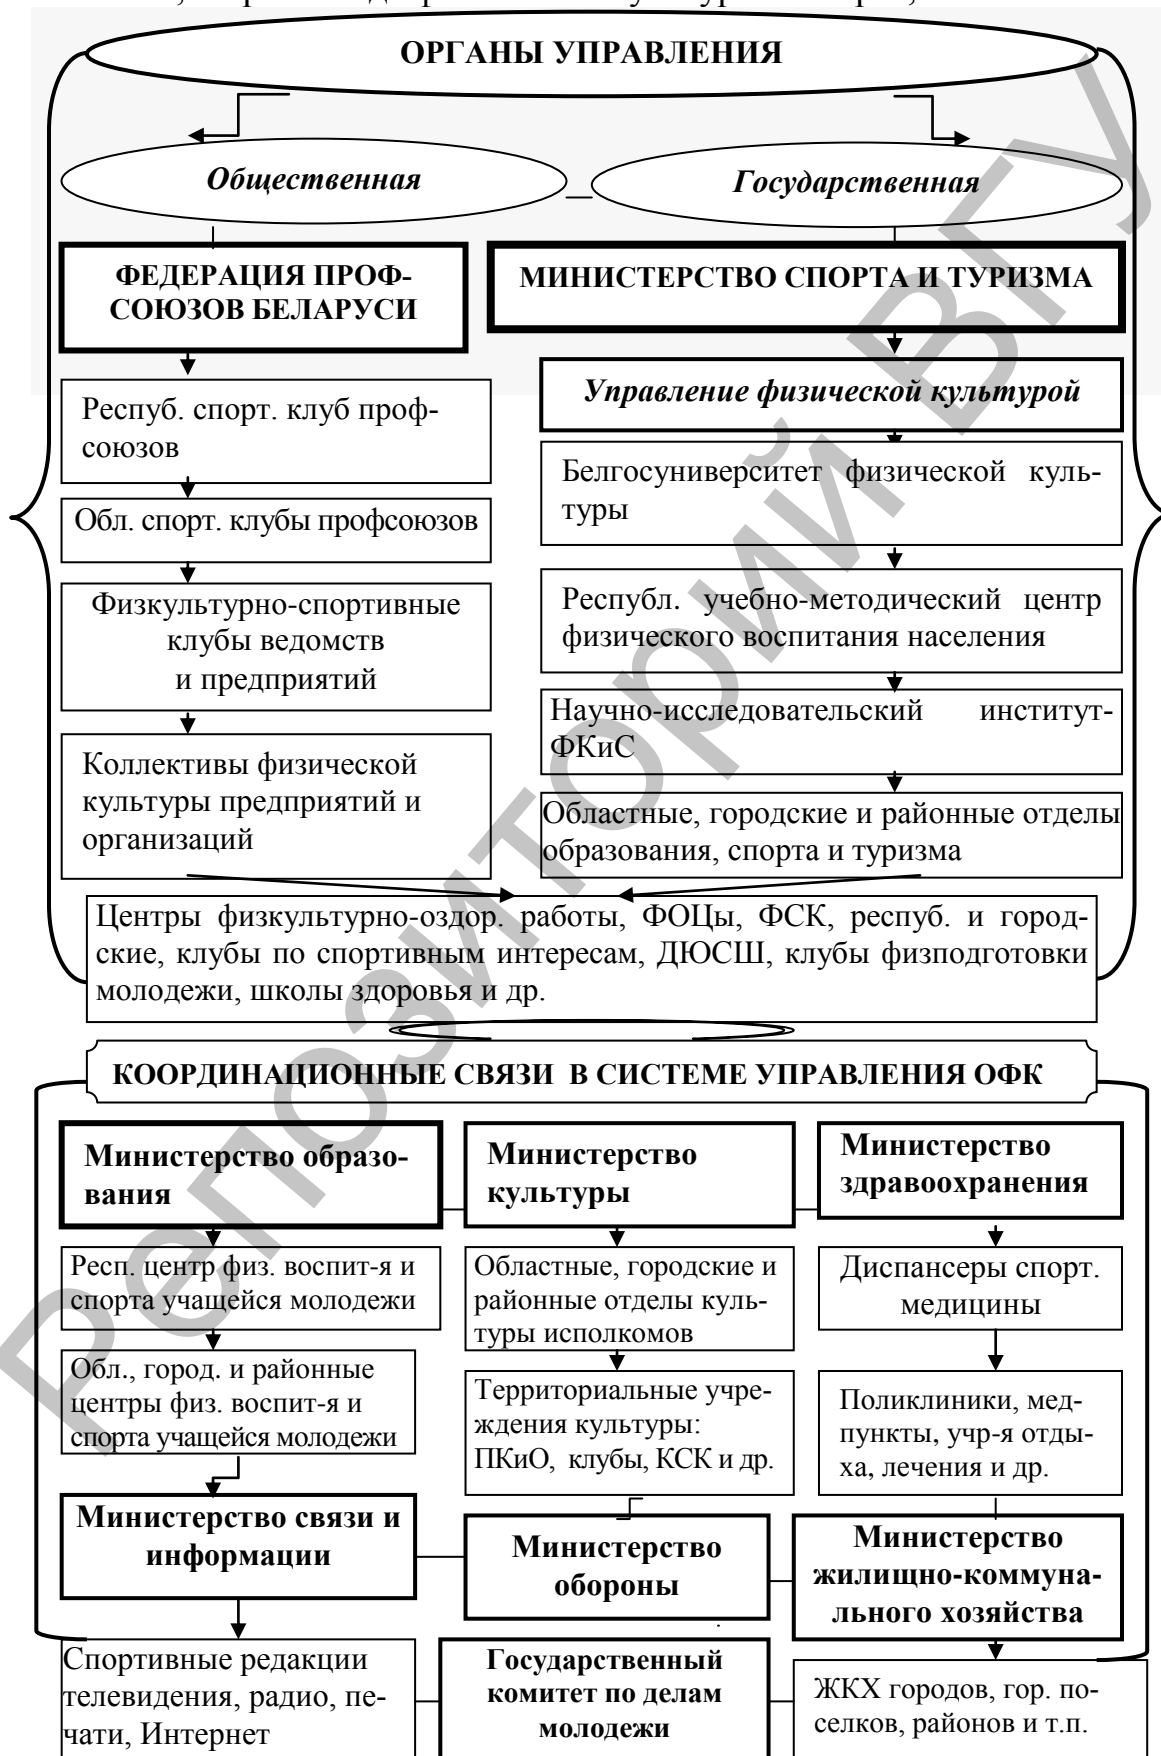 ОРГАНЫ УПРАВЛЕНИЯ
Общественная
Государственная
ФЕДЕРАЦИЯ ПРОФ-
СОЮЗОВ БЕЛАРУСИ
МИНИСТЕРСТВО СПОРТА И ТУРИЗМА
Респуб. спорт. клуб проф-
союзов
Управление физической культурой
Обл. спорт. клубы профсоюзов
Белгосуниверситет физической куль-
туры
Физкультурно-спортивные
клубы ведомств
и предприятий
Республ. учебно-методический центр
физического воспитания населения
Коллективы физической
культуры предприятий и
организаций
Научно-исследовательский институт-
ФКиС
Областные, городские и районные отделы
образования, спорта и туризма
Центры физкультурно-оздор. работы, ФОЦы, ФСК, респуб. и город-
ские, клубы по спортивным интересам, ДЮСШ, клубы физподготовки
молодежи, школы здоровья и др.
КООРДИНАЦИОННЫЕ СВЯЗИ В СИСТЕМЕ УПРАВЛЕНИЯ ОФК
Министерство образо-
вания
Министерство
культуры
Министерство
здравоохранения
Респ. центр физ. воспит-я и
спорта учащейся молодежи
Областные, городские и
районные отделы куль-
туры исполкомов
Диспансеры спорт.
медицины
Обл., город. и районные
центры физ. воспит-я и
спорта учащейся молодежи
Территориальные учре-
ждения культуры:
ПКиО, клубы, КСК и др.
Поликлиники, мед-
пункты, учр-я отды-
ха, лечения и др.
Министерство связи и
информации
Министерство
обороны
Министерство
жилищно-коммуна-
льного хозяйства
Спортивные редакции
телевидения, радио, пе-
чати, Интернет
Государственный
комитет по делам
молодежи
ЖКХ городов, гор. по-
селков, районов и т.п.
Репозиторий ВГУ